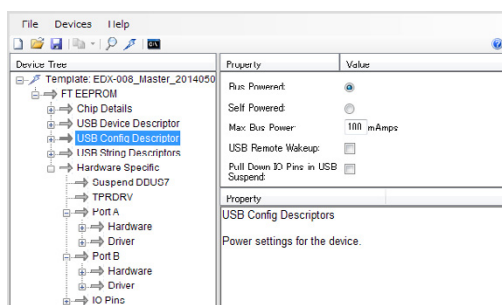 File Devices Help
Device Tree
Template: EDX-008_Master_2014050
FT EEPROM
Chip Details
USB Device Descriptor
USB Config Descriptor
USB String Descriptors
Hardware Specific
Suspend DBUS7
TPRDRV
Port A
Hardware
Driver
Port B
Hardware
Driver
IO Pins
Property Value
Bus Powered:
Self Powered:
Max Bus Power: 100 mAmps
USB Remote Wakeup:
Pull Down IO Pins in USB
Suspend:
Property
USB Config Descriptors
Power settings for the device.